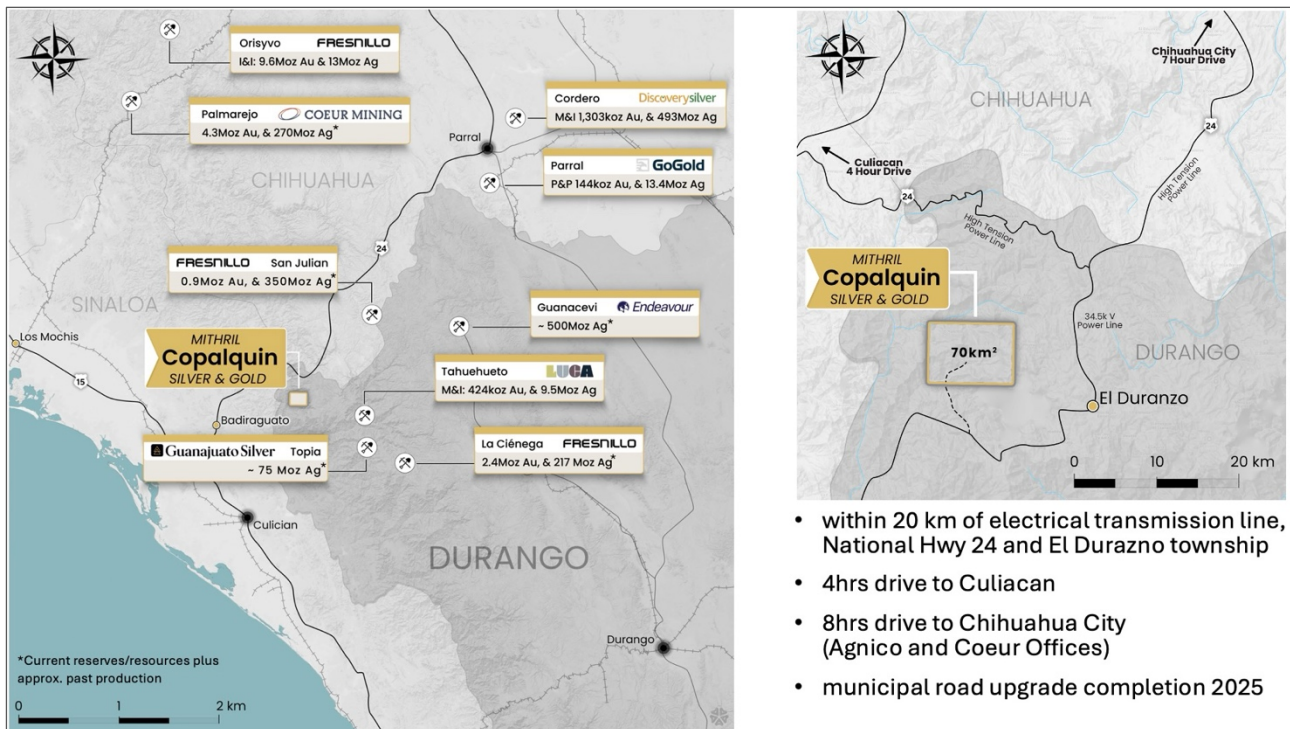 Orisyvo FRESNILLO
I&I: 9.6Moz Au & 13Moz Ag
Palmarejo COEUR MINING
4.3Moz Au, & 270Moz Ag*
Cordero Discoverysilver
M&I 1,303koz Au, & 493Moz Ag
Parral
Parral GoGold
P&P 144koz Au, & 13.4Moz Ag
CHIHUAHUA
24
FRESNILLO San Julian
0.9Moz Au, & 350Moz Ag*
SINALOA
Guanacevi Endeavour
~ 500Moz Ag*
Los Mochis
MITHRIL
Copalquin
SILVER & GOLD
15
Tahuehueto LUCA
M&I: 424koz Au, & 9.5Moz Ag
Badiraguato
Guanajuato Silver Topia
~ 75 Moz Ag*
La Ciénega FRESNILLO
2.4Moz Au, & 217 Moz Ag*
Culician
DURANGO
Durango
*Current reserves/resources plus
approx. past production
0 1 2 km
Chihuahua City
7 Hour Drive
CHIHUAHUA
24
Culiacan
4 Hour Drive
24
High Tension
Power Line
High Tension
Power Line
MITHRIL
Copalquin
SILVER & GOLD
34.5k V
Power Line
70km²
DURANGO
El Duranzo
0 10 20 km
• within 20 km of electrical transmission line,
National Hwy 24 and El Durazno township
• 4hrs drive to Culiacan
• 8hrs drive to Chihuahua City
(Agnico and Coeur Offices)
• municipal road upgrade completion 2025